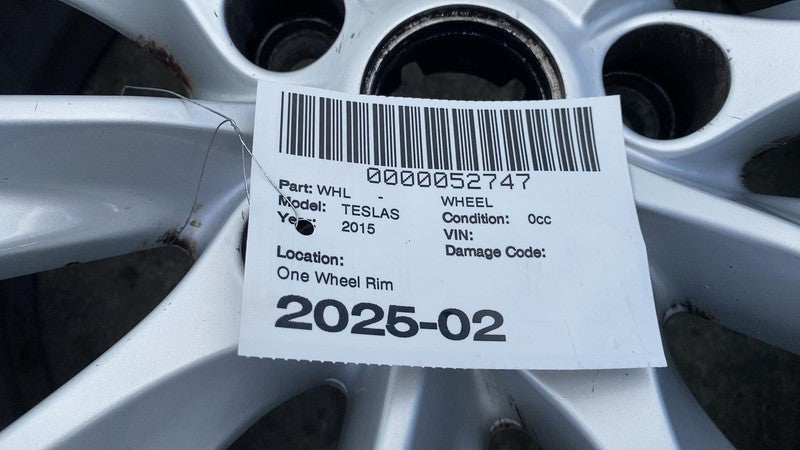 0000052747
Part: WHL - WHEEL
Model: TESLAS Condition: 0cc
Year: 2015 VIN:
Damage Code:
Location:
One Wheel Rim
2025-02